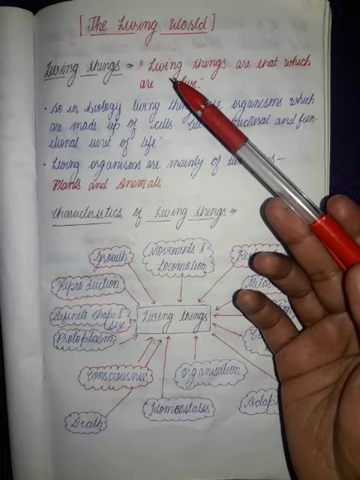 [ The Living World ]
Living things ⇒ " Living things are that which
are
• So in biology living organisms which
are made up of cells and fun-
ctional unit of life"
• Living organisms are mainly of
Plants and Animals
Characteristics of Living things ⇒
Growth
Movements &
Locomotion
Reproduction
Definite Shape &
Size
Living things
Protoplasm
Consciousness
Organisation
Homeostasis
Death